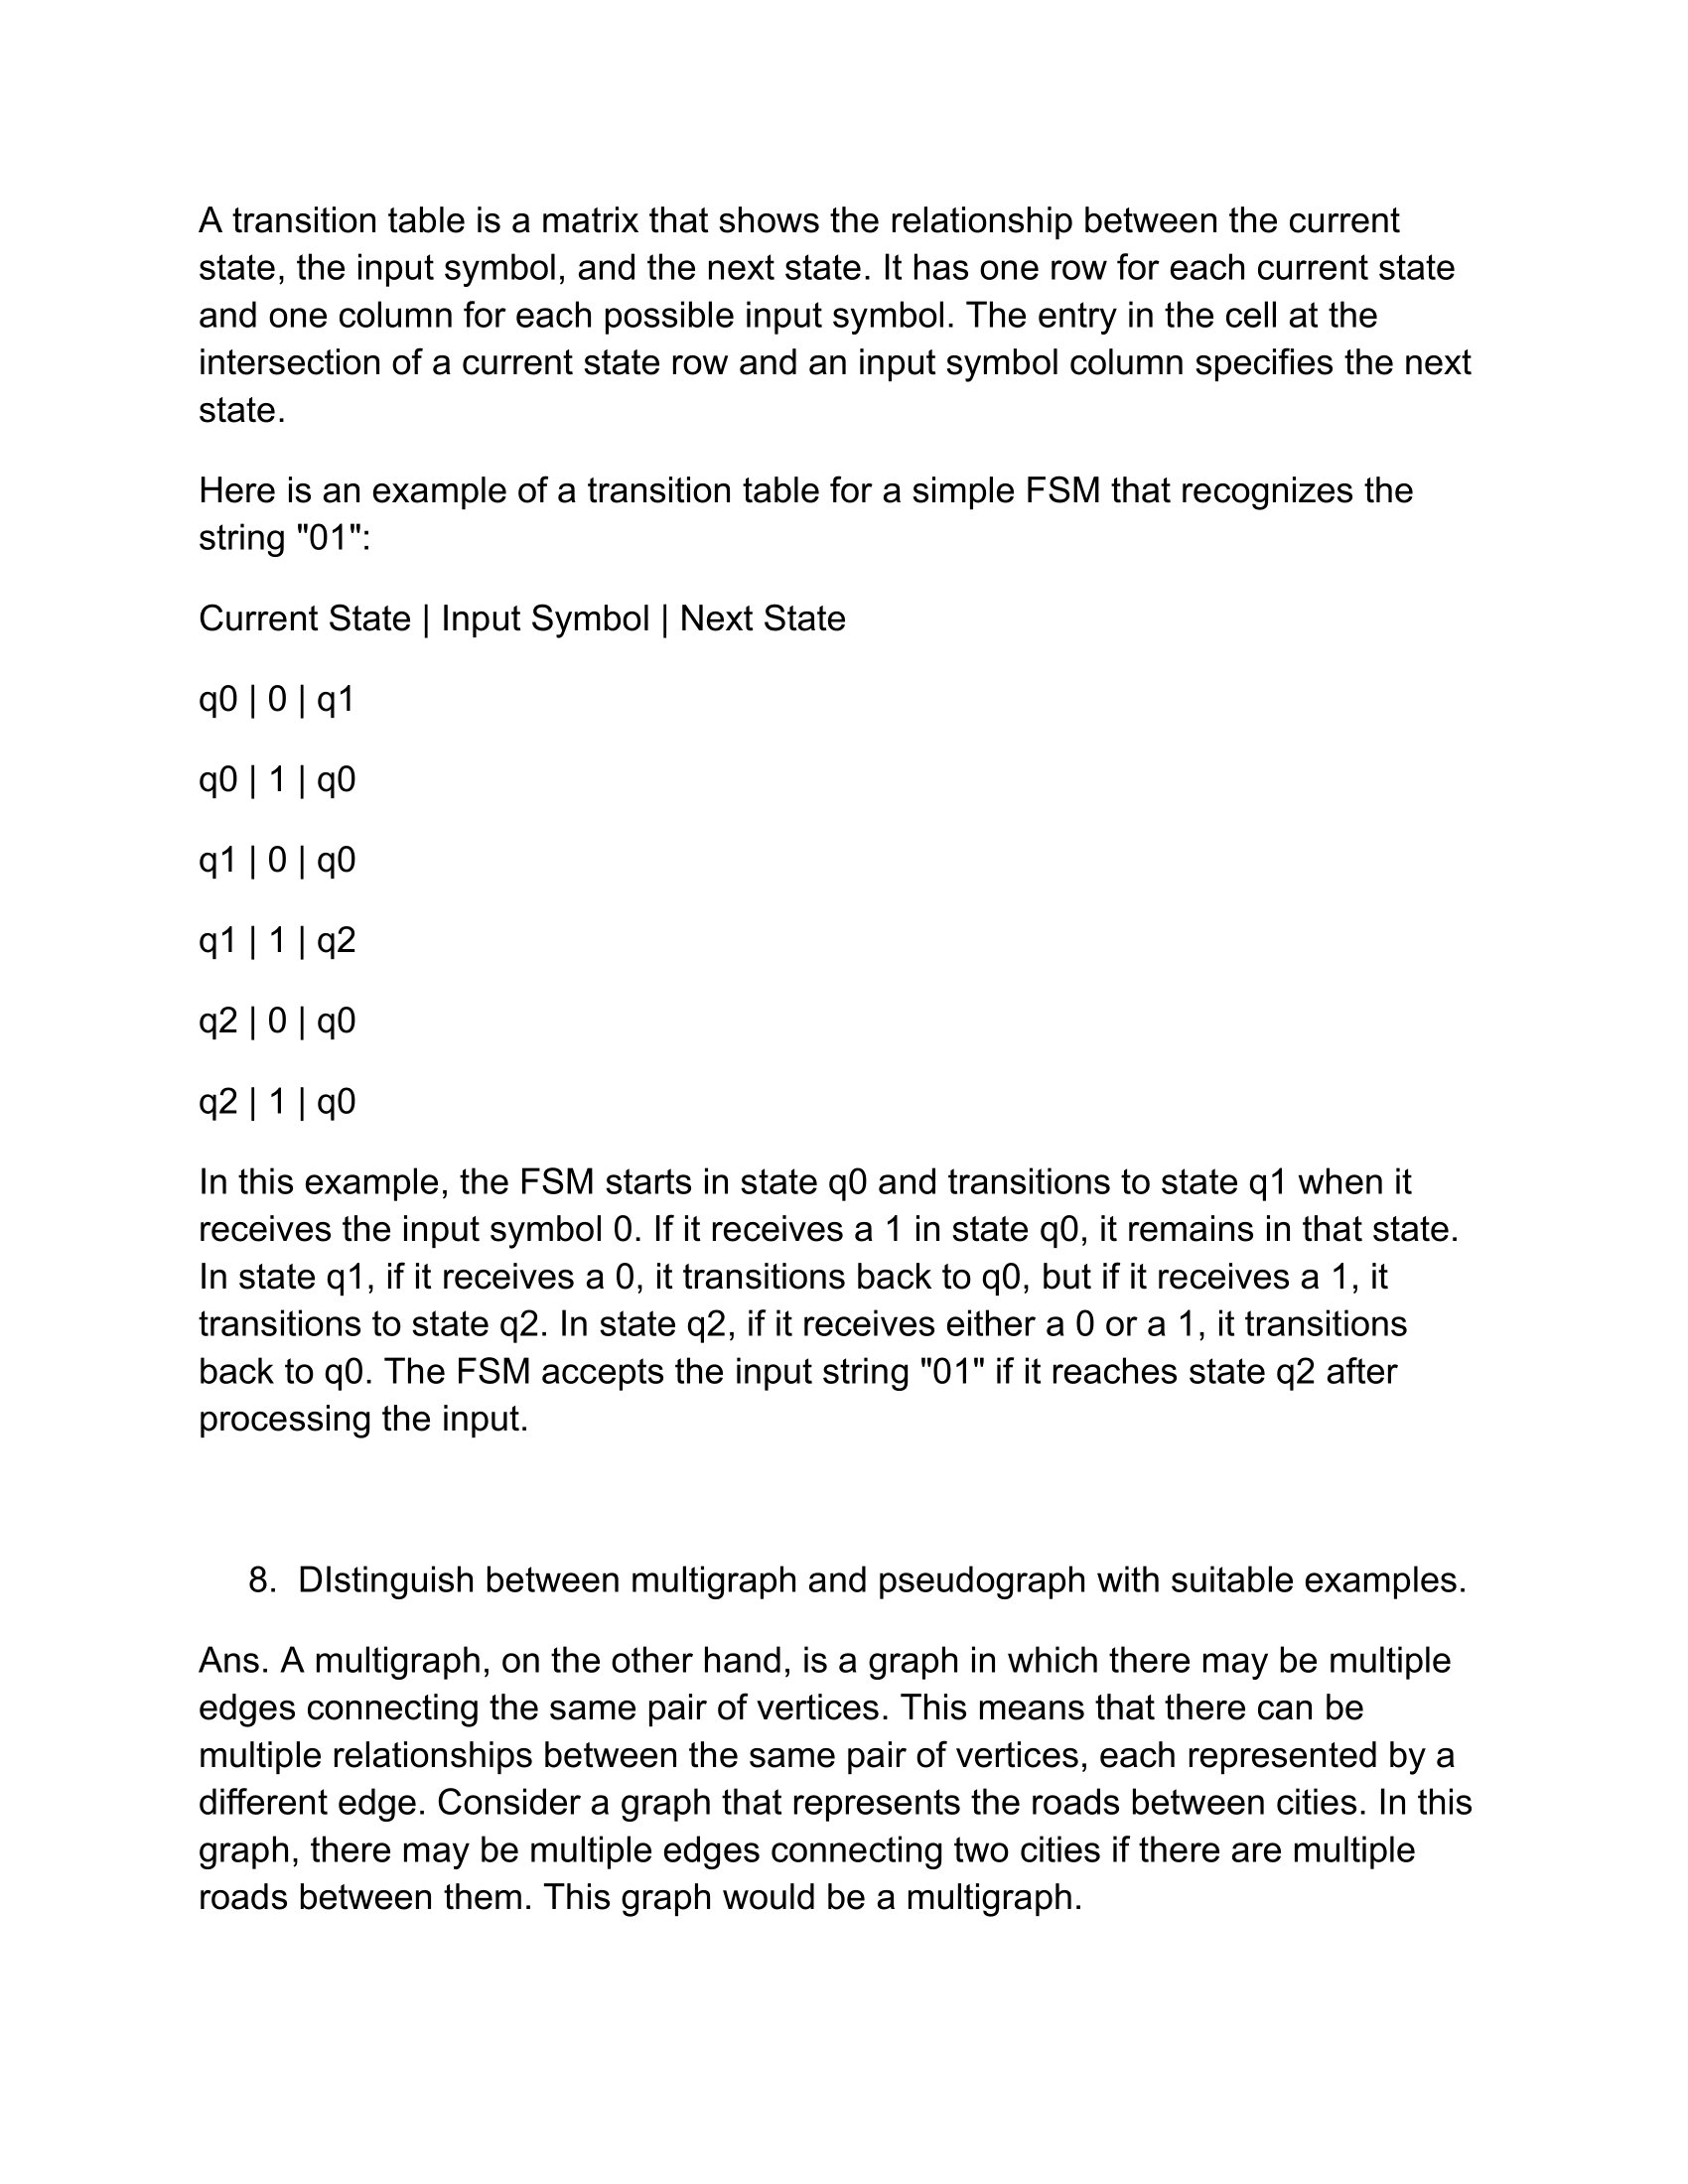 A transition table is a matrix that shows the relationship between the current
state, the input symbol, and the next state. It has one row for each current state
and one column for each possible input symbol. The entry in the cell at the
intersection of a current state row and an input symbol column specifies the next
state.
Here is an example of a transition table for a simple FSM that recognizes the
string "01":
Current State | Input Symbol | Next State
q0 | 0 | q1
q0 | 1 | q0
q1 | 0 | q0
q1 | 1 | q2
q2 | 0 | q0
q2 | 1 | q0
In this example, the FSM starts in state q0 and transitions to state q1 when it
receives the input symbol 0. If it receives a 1 in state q0, it remains in that state.
In state q1, if it receives a 0, it transitions back to q0, but if it receives a 1, it
transitions to state q2. In state q2, if it receives either a 0 or a 1, it transitions
back to q0. The FSM accepts the input string "01" if it reaches state q2 after
processing the input.
8. DIstinguish between multigraph and pseudograph with suitable examples.
Ans. A multigraph, on the other hand, is a graph in which there may be multiple
edges connecting the same pair of vertices. This means that there can be
multiple relationships between the same pair of vertices, each represented by a
different edge. Consider a graph that represents the roads between cities. In this
graph, there may be multiple edges connecting two cities if there are multiple
roads between them. This graph would be a multigraph.